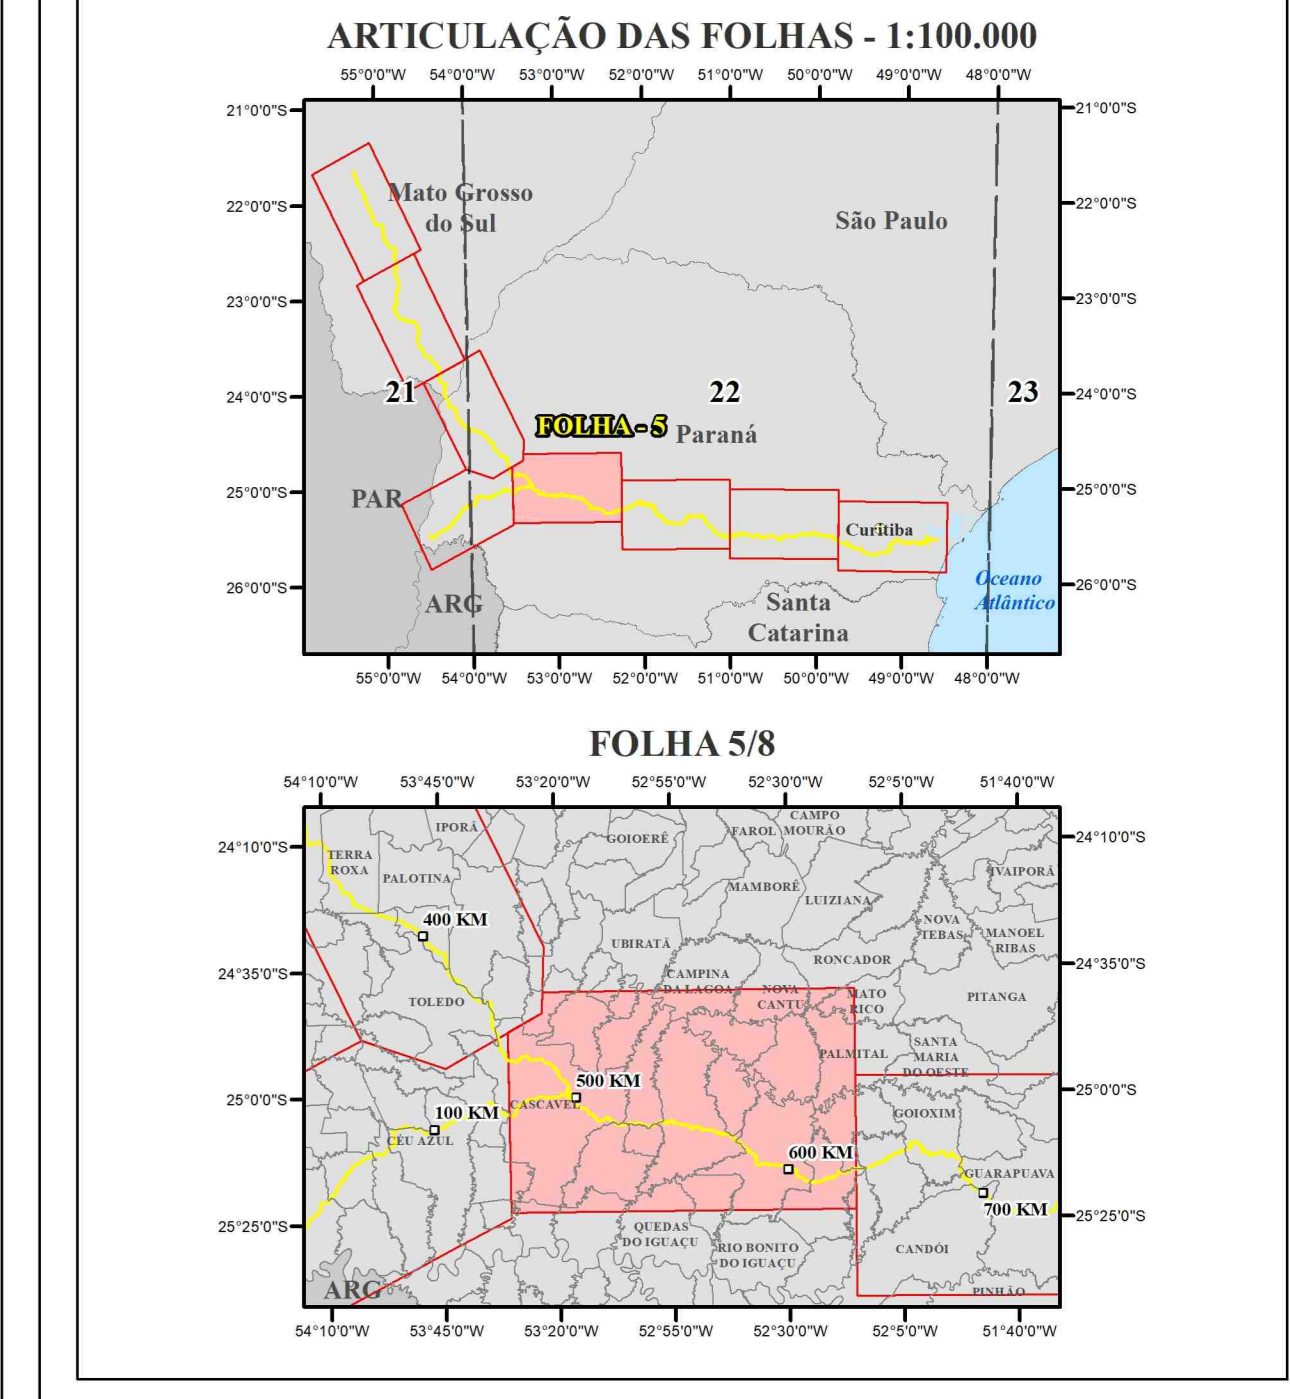 ARTICULAÇÃO DAS FOLHAS - 1:100.000
55°0'0"W 54°0'0"W 53°0'0"W 52°0'0"W 51°0'0"W 50°0'0"W 49°0'0"W 48°0'0"W
21°0'0"S 21°0'0"S
Mato Grosso
do Sul
22°0'0"S 22°0'0"S
São Paulo
23°0'0"S 23°0'0"S
21 22 23
24°0'0"S 24°0'0"S
FOLHA - 5
Paraná
25°0'0"S 25°0'0"S
PAR
Curitiba
26°0'0"S 26°0'0"S
Oceano
Atlântico
ARG
Santa
Catarina
55°0'0"W 54°0'0"W 53°0'0"W 52°0'0"W 51°0'0"W 50°0'0"W 49°0'0"W 48°0'0"W
FOLHA 5/8
54°10'0"W 53°45'0"W 53°20'0"W 52°55'0"W 52°30'0"W 52°5'0"W 51°40'0"W
CAMPO
MOURÃO
IPORÃ
GOIOERÊ
FAROL
24°10'0"S 24°10'0"S
TERRA
ROXA
PALOTINA
IVAIPORÃ
MAMBORÊ
LUIZIANA
400 KM
NOVA
TEBAS
MANOEL
RIBAS
UBIRATÃ
RONCADOR
24°35'0"S 24°35'0"S
CAMPINA
DA LAGOA
NOVA
CANTU
MATO
RICO
PITANGA
TOLEDO
PALMITAL
SANTA
MARIA
DO OESTE
500 KM
25°0'0"S 25°0'0"S
CASCAVEL
100 KM
GOIOXIM
CÉU AZUL
600 KM
GUARAPUAVA
700 KM
25°25'0"S 25°25'0"S
QUEDAS
DO IGUAÇU
RIO BONITO
DO IGUAÇU
CANDÓI
ARG
PINHÃO
54°10'0"W 53°45'0"W 53°20'0"W 52°55'0"W 52°30'0"W 52°5'0"W 51°40'0"W